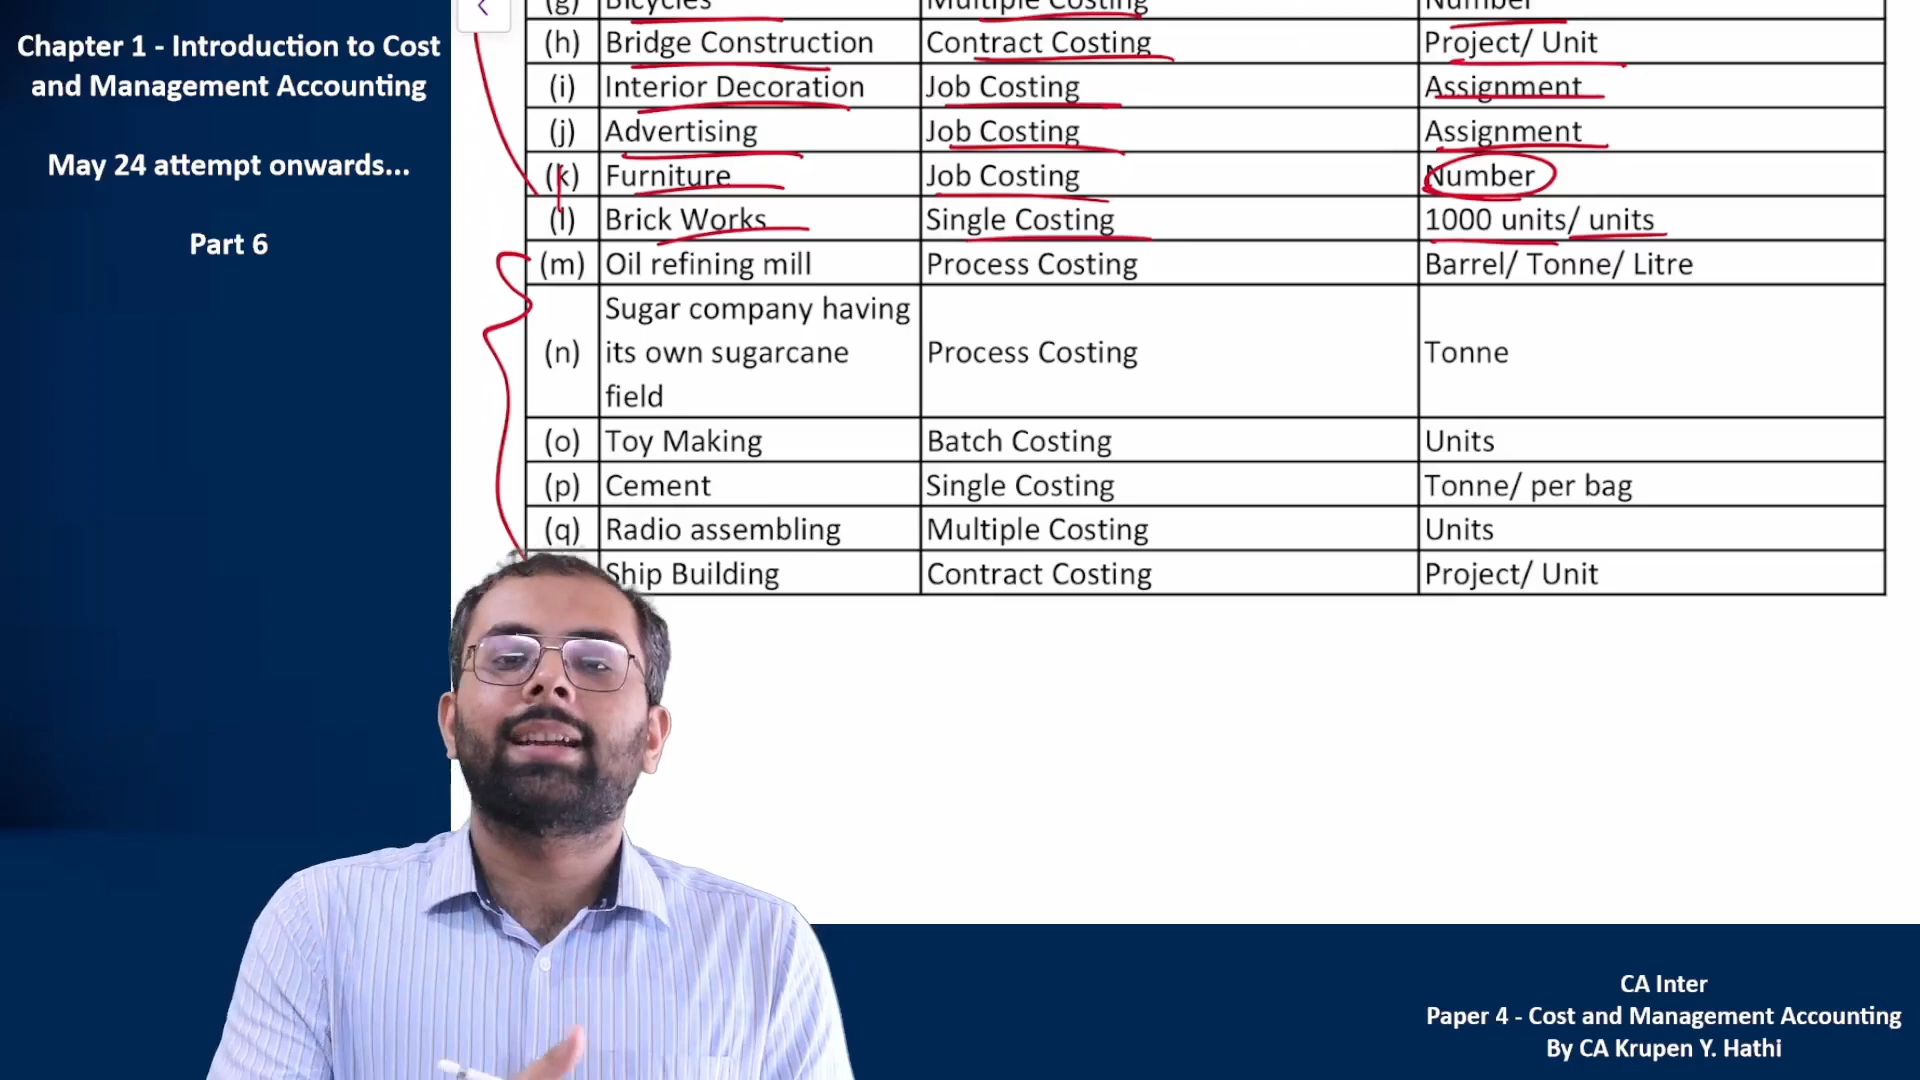 Chapter 1 - Introduction to Cost
and Management Accounting
May 24 attempt onwards...
Part 6
(g) Bicycles Multiple Costing Number
(h) Bridge Construction Contract Costing Project/ Unit
(i) Interior Decoration Job Costing Assignment
(j) Advertising Job Costing Assignment
(k) Furniture Job Costing Number
(l) Brick Works Single Costing 1000 units/ units
(m) Oil refining mill Process Costing Barrel/ Tonne/ Litre
Sugar company having
(n) its own sugarcane Process Costing Tonne
field
(o) Toy Making Batch Costing Units
(p) Cement Single Costing Tonne/ per bag
(q) Radio assembling Multiple Costing Units
Ship Building Contract Costing Project/ Unit
CA Inter
Paper 4 - Cost and Management Accounting
By CA Krupen Y. Hathi